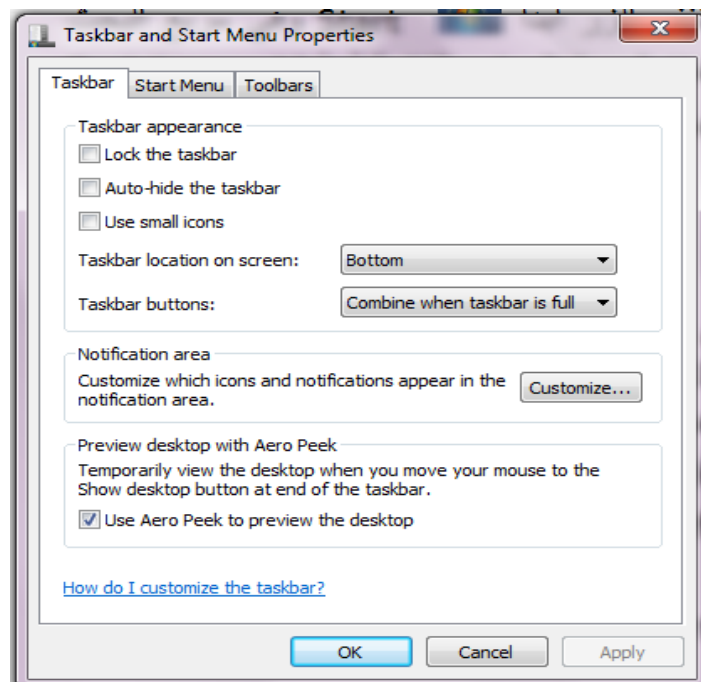 Taskbar and Start Menu Properties
Taskbar
Start Menu
Toolbars
Taskbar appearance
Lock the taskbar
Auto-hide the taskbar
Use small icons
Taskbar location on screen:
Bottom
Taskbar buttons:
Combine when taskbar is full
Notification area
Customize which icons and notifications appear in the
notification area.
Customize...
Preview desktop with Aero Peek
Temporarily view the desktop when you move your mouse to the
Show desktop button at end of the taskbar.
Use Aero Peek to preview the desktop
How do I customize the taskbar?
OK
Cancel
Apply